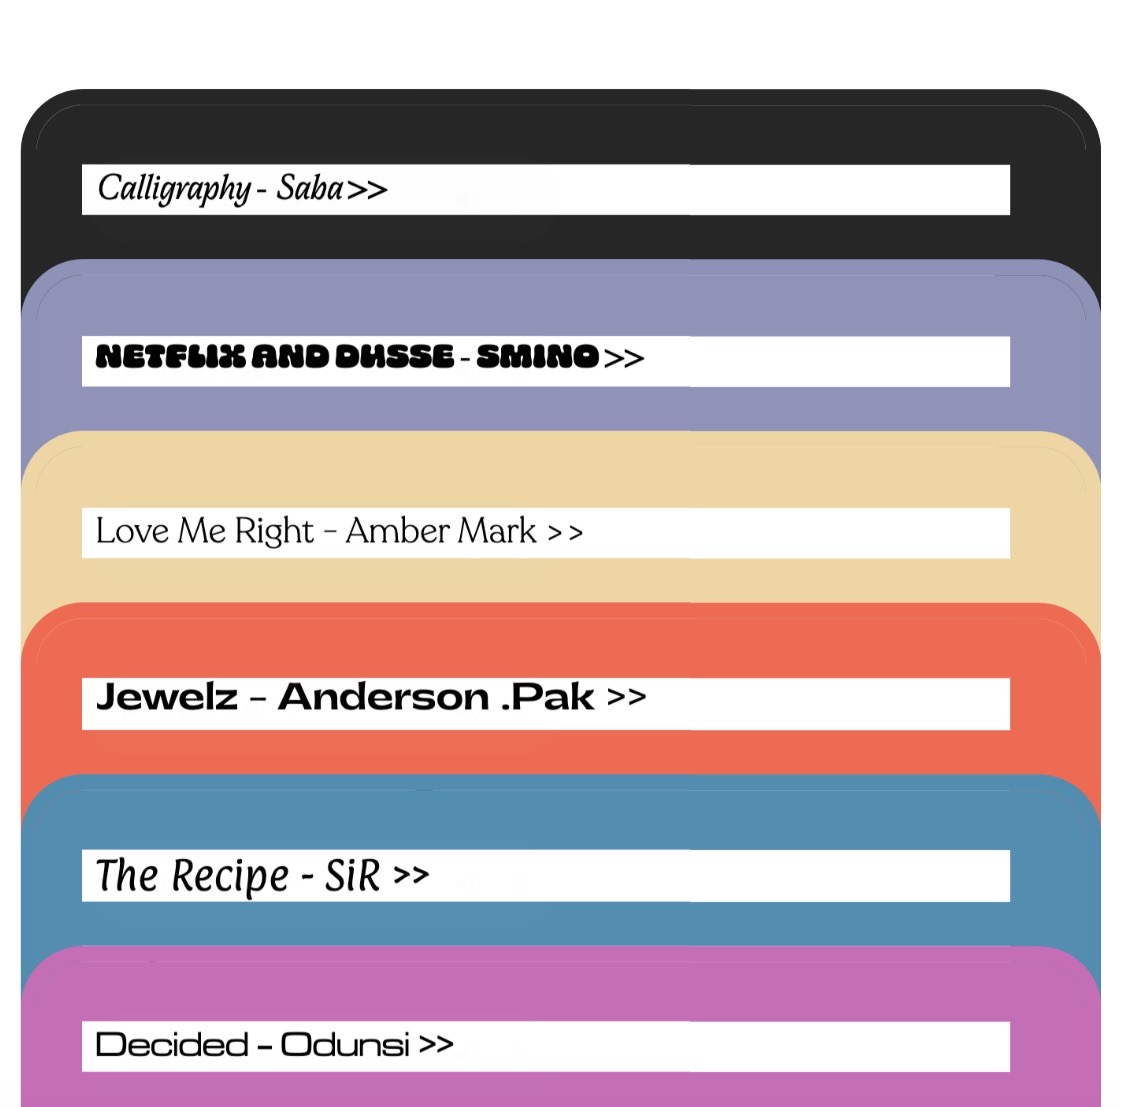 Calligraphy - Saba >>
NETFLIX AND DUSSE - SMINO >>
Love Me Right - Amber Mark >>
Jewelz - Anderson .Pak >>
The Recipe - SiR >>
Decided - Odunsi >>